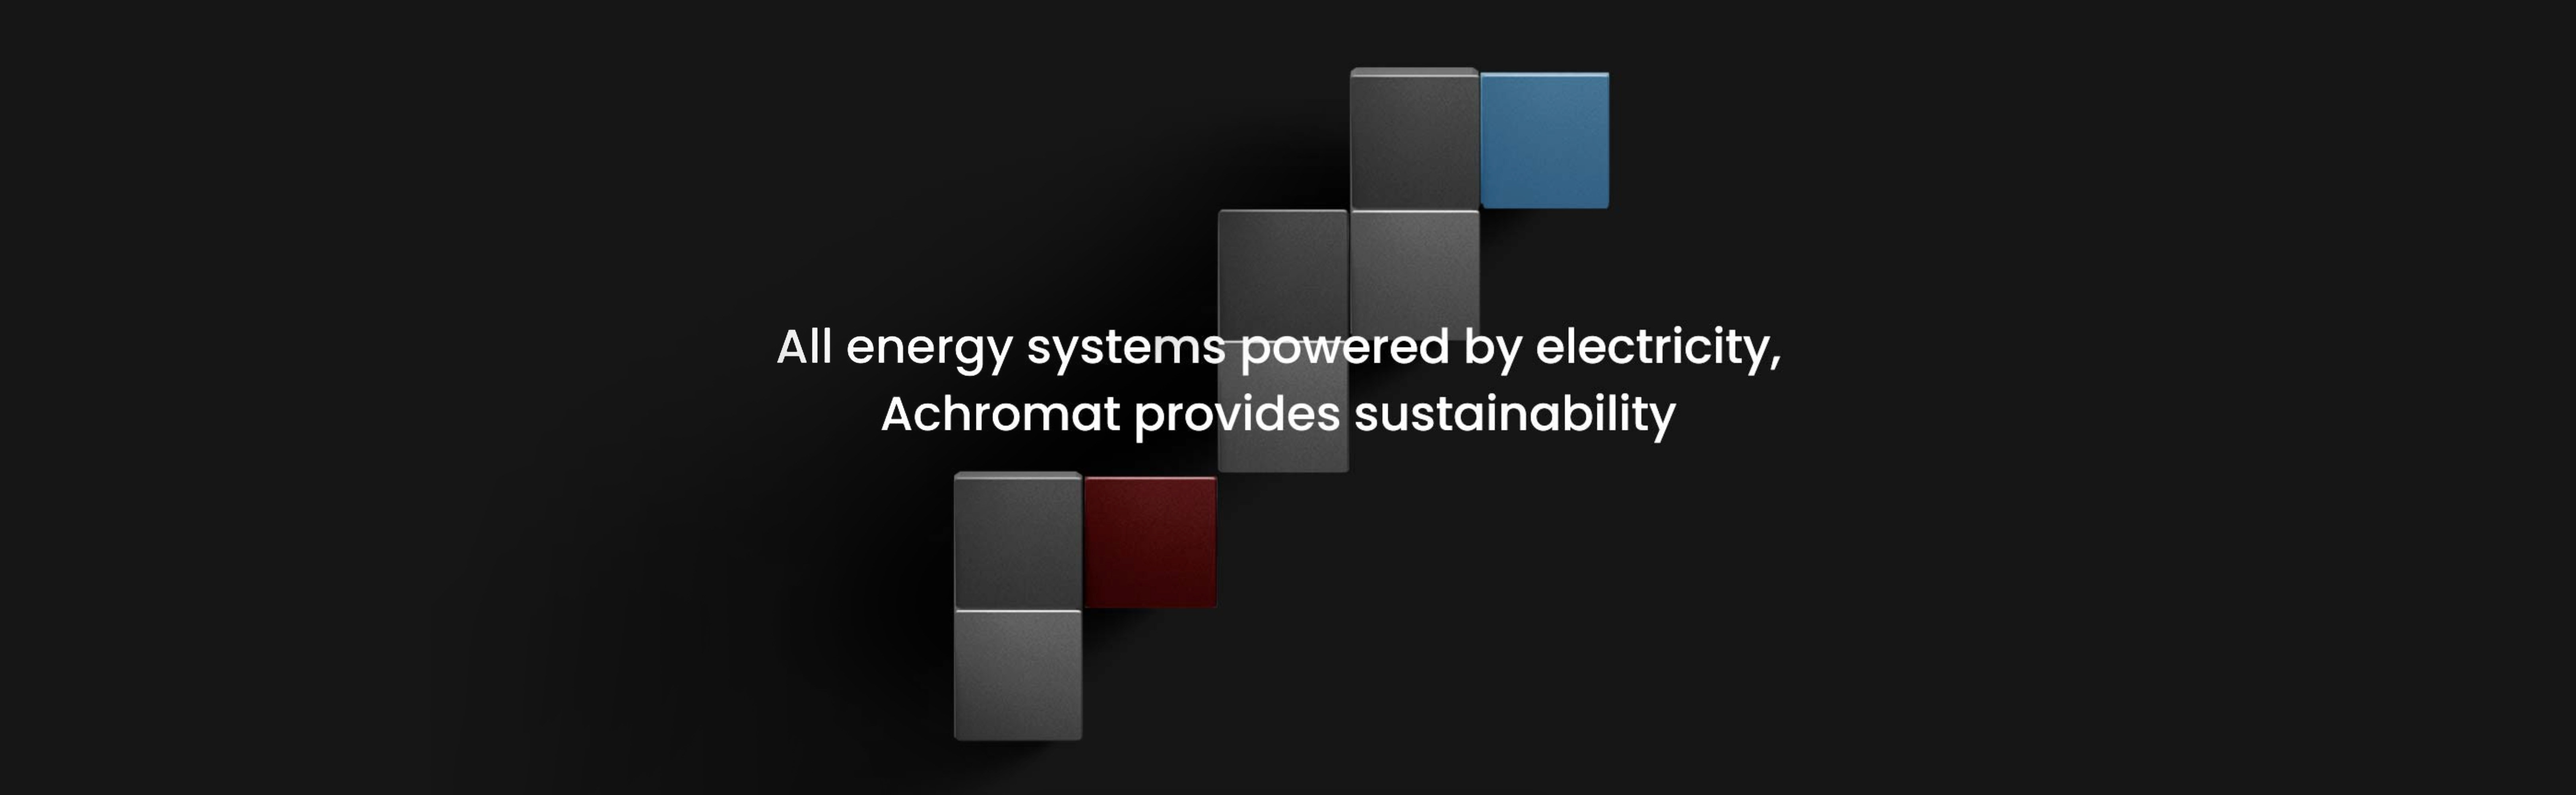 All energy systems powered by electricity,
Achromat provides sustainability